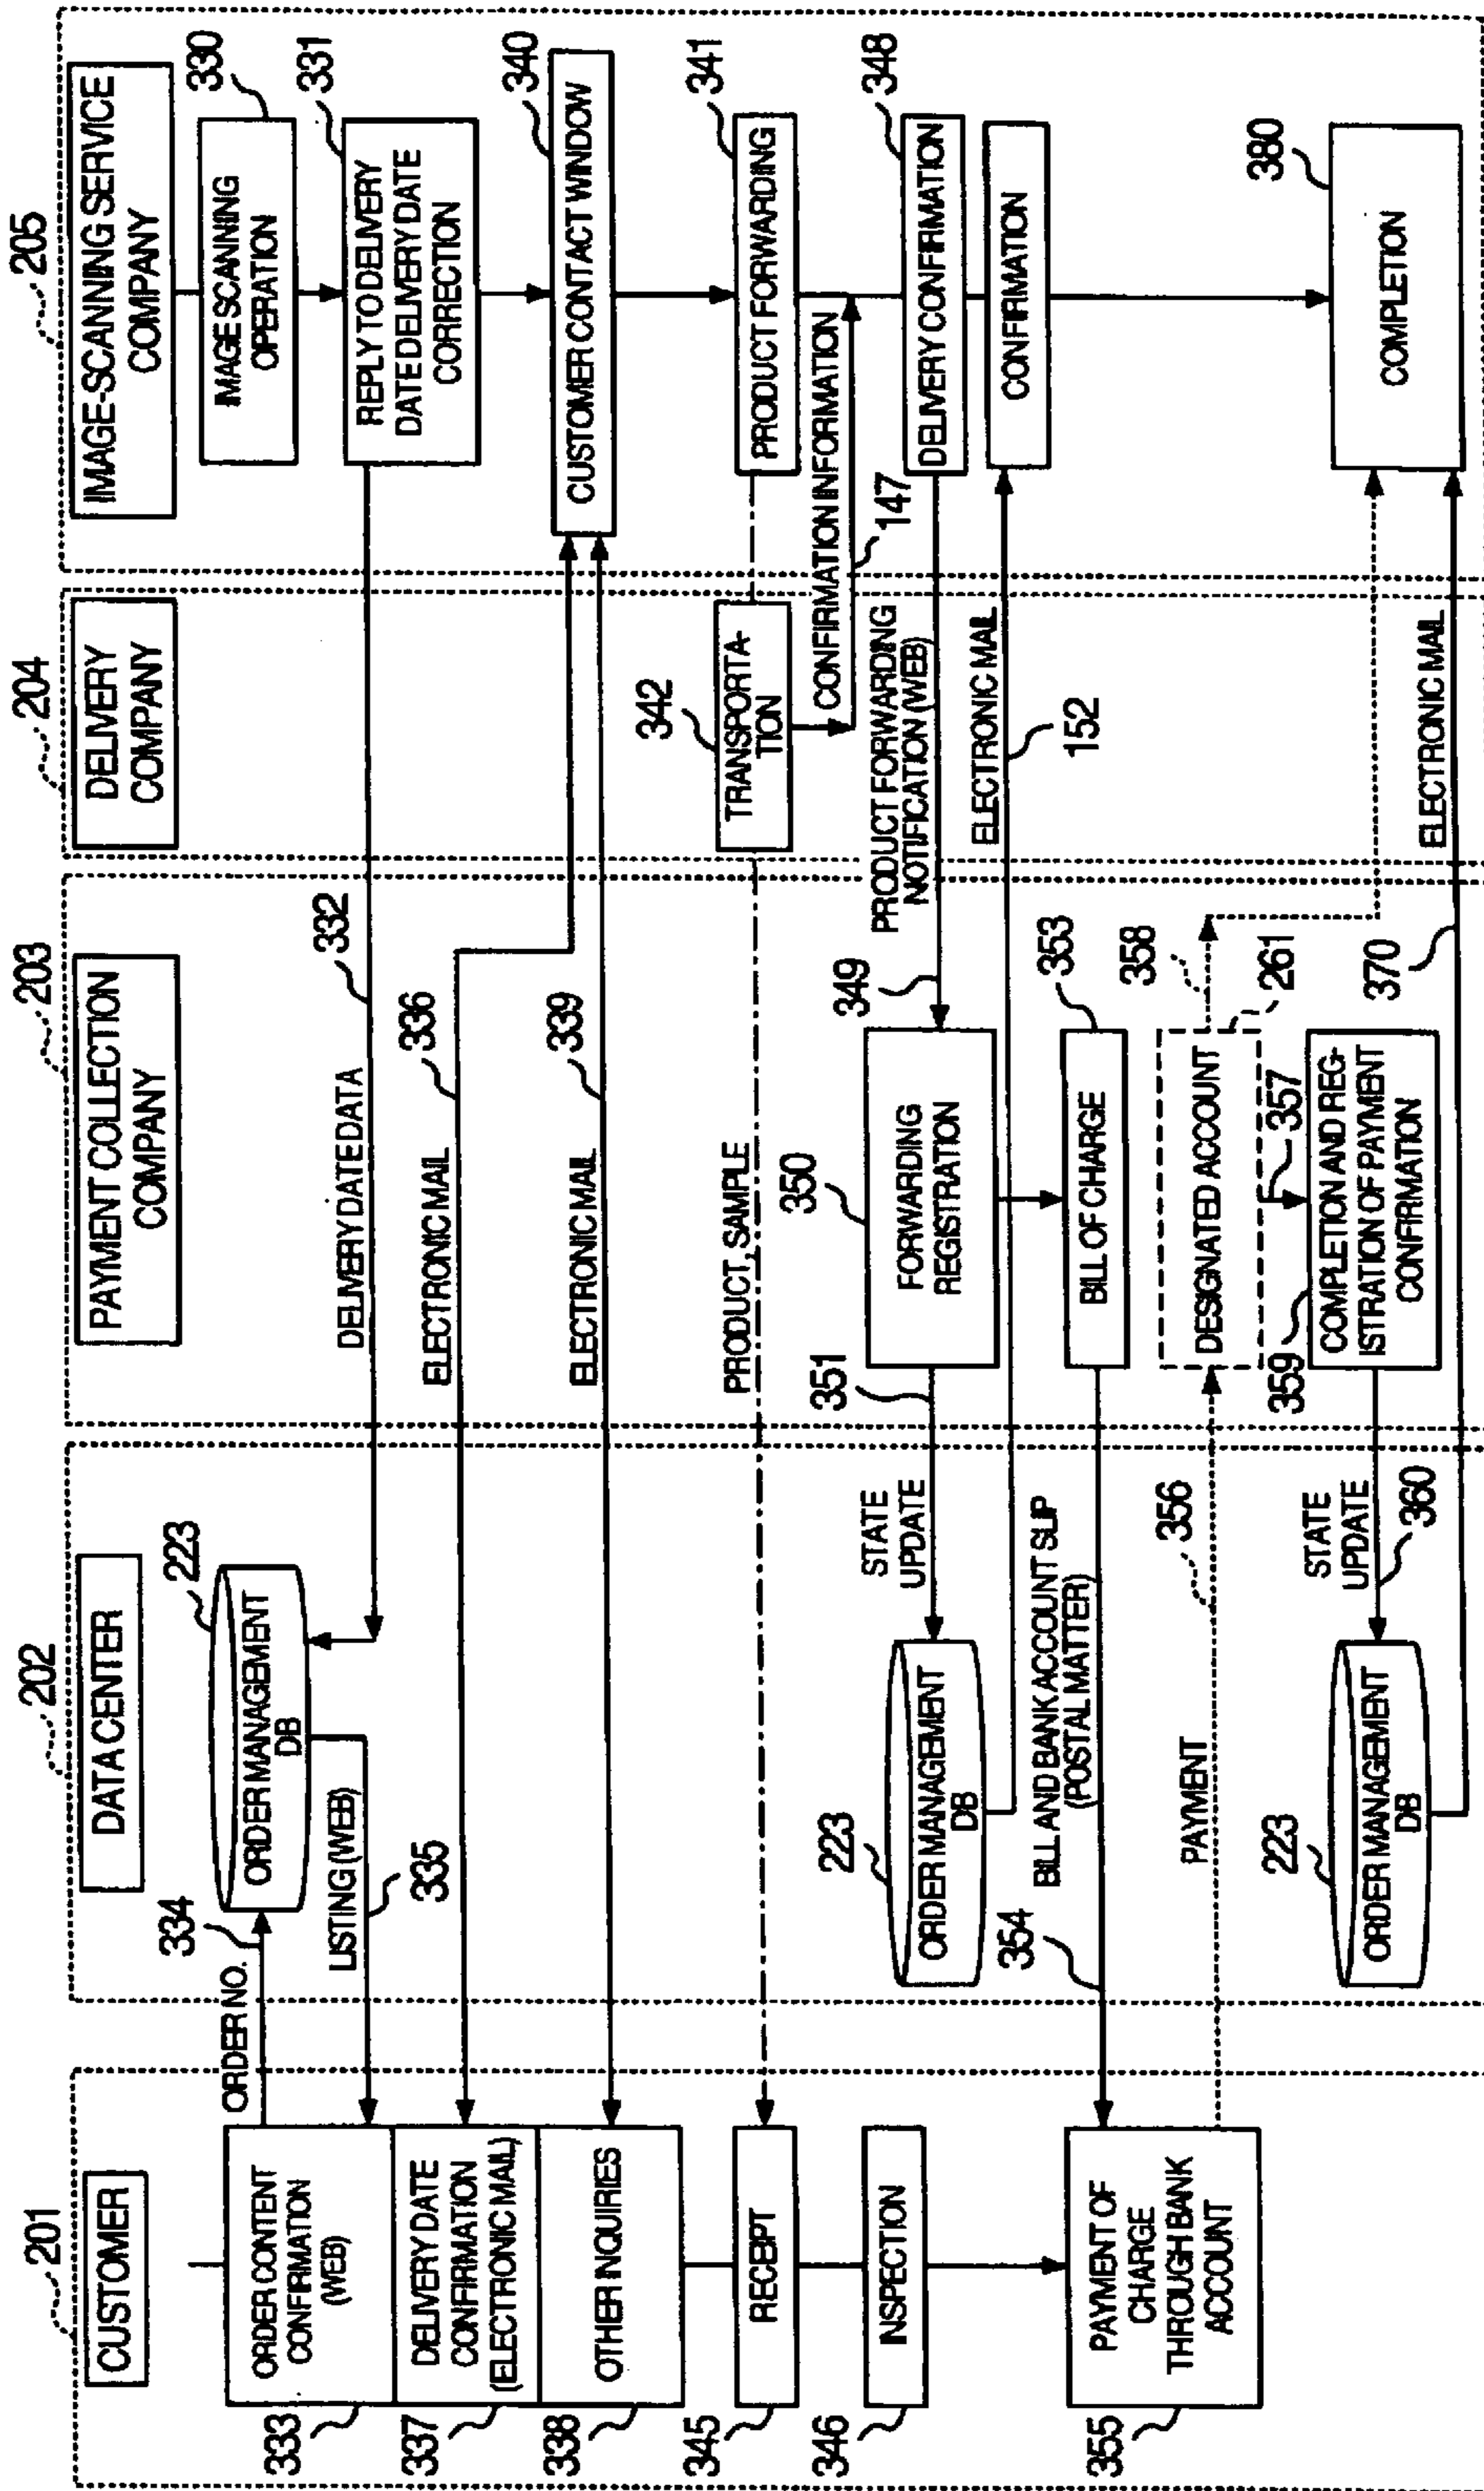 201
CUSTOMER
ORDER CONTENT
CONFIRMATION
(WEB)
333
DELIVERY DATE
CONFIRMATION
(ELECTRONIC MAIL)
337
OTHER INQUIRIES
338
RECEIPT
345
INSPECTION
346
PAYMENT OF
CHARGE
THROUGH BANK
ACCOUNT
355
202
DATA CENTER
ORDER NO.
334
223
ORDER MANAGEMENT
DB
LISTING (WEB)
335
STATE
UPDATE
223
ORDER MANAGEMENT
DB
BILL AND BANK ACCOUNT SLIP
(POSTAL MATTER)
354
PAYMENT
356
STATE
UPDATE
360
223
ORDER MANAGEMENT
DB
203
PAYMENT COLLECTION
COMPANY
332
DELIVERY DATE DATA
336
ELECTRONIC MAIL
339
ELECTRONIC MAIL
PRODUCT, SAMPLE
349
350
FORWARDING
REGISTRATION
351
353
BILL OF CHARGE
358
261
DESIGNATED ACCOUNT
357
359
COMPLETION AND REG-
ISTRATION OF PAYMENT
CONFIRMATION
370
204
DELIVERY
COMPANY
342
TRANSPORTA-
TION
CONFIRMATION INFORMATION
147
PRODUCT FORWARDING
NOTIFICATION (WEB)
ELECTRONIC MAIL
152
ELECTRONIC MAIL
205
IMAGE-SCANNING SERVICE
COMPANY
330
IMAGE SCANNING
OPERATION
331
REPLY TO DELIVERY
DATE DELIVERY DATE
CORRECTION
340
CUSTOMER CONTACT WINDOW
341
PRODUCT FORWARDING
348
DELIVERY CONFIRMATION
CONFIRMATION
380
COMPLETION